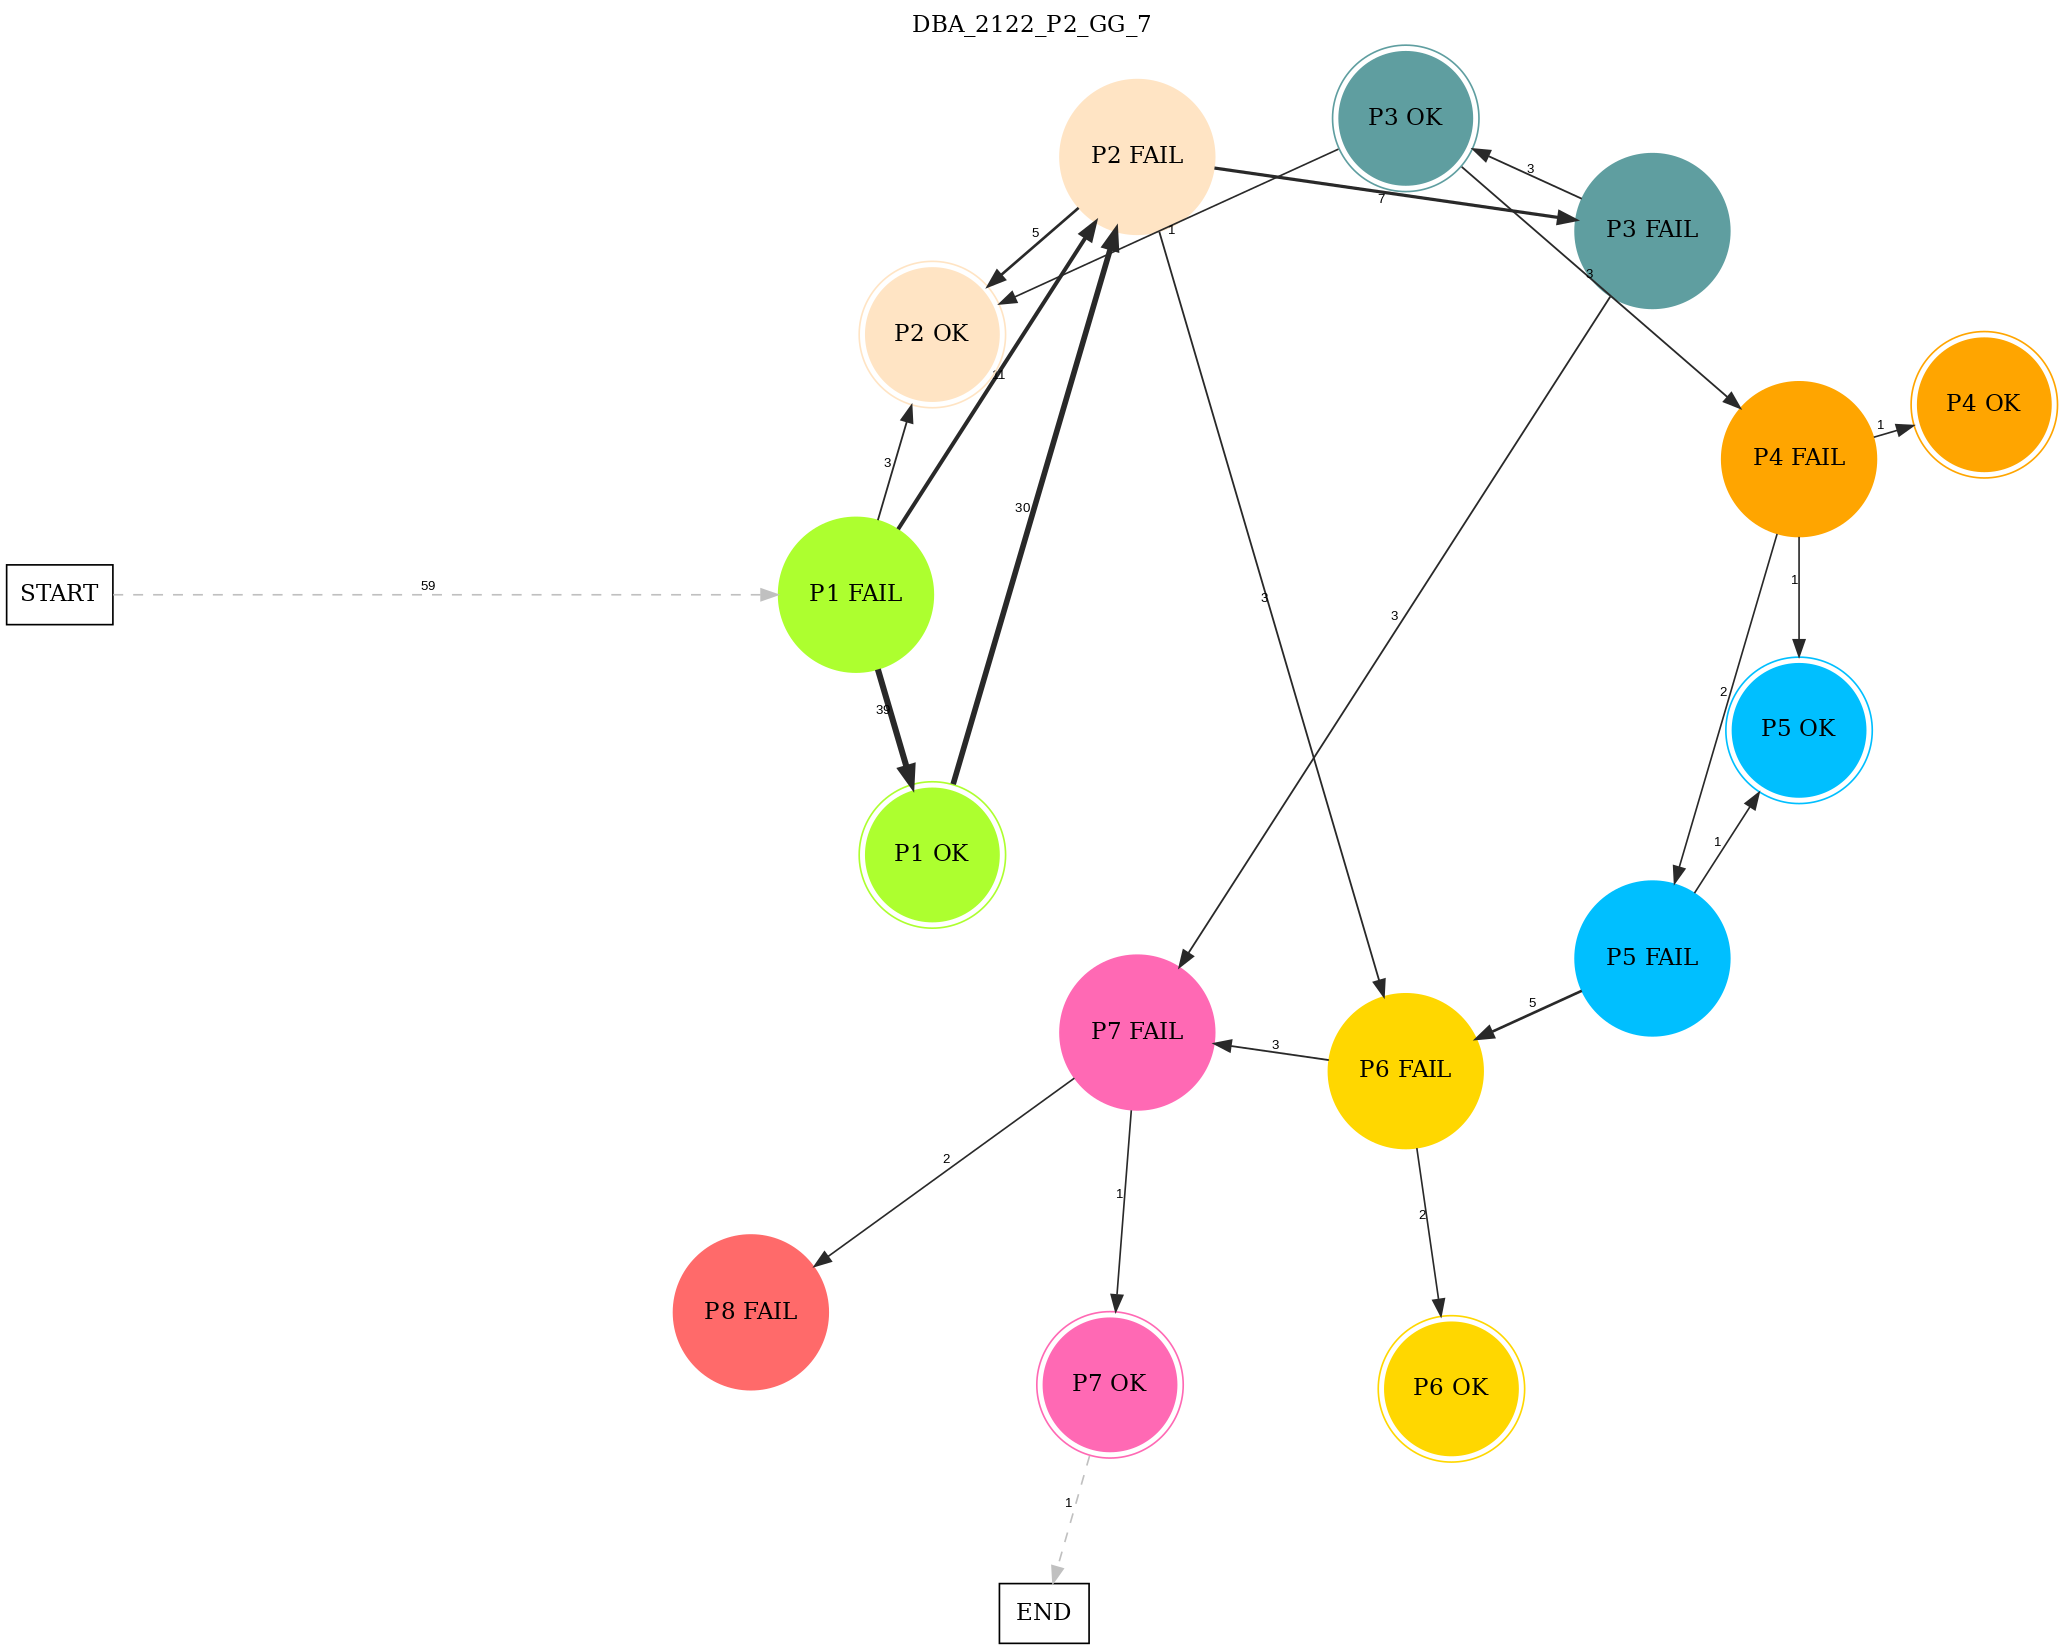 DBA_2122_P2_GG_7
P3 OK
P2 FAIL
3
7
P3 FAIL
5
1
3
P2 OK
P4 OK
P4 FAIL
1
3
30
1
START
59
P1 FAIL
3
3
39
2
P5 OK
1
P1 OK
P5 FAIL
5
P7 FAIL
3
P6 FAIL
2
1
2
P8 FAIL
P7 OK
P6 OK
1
END